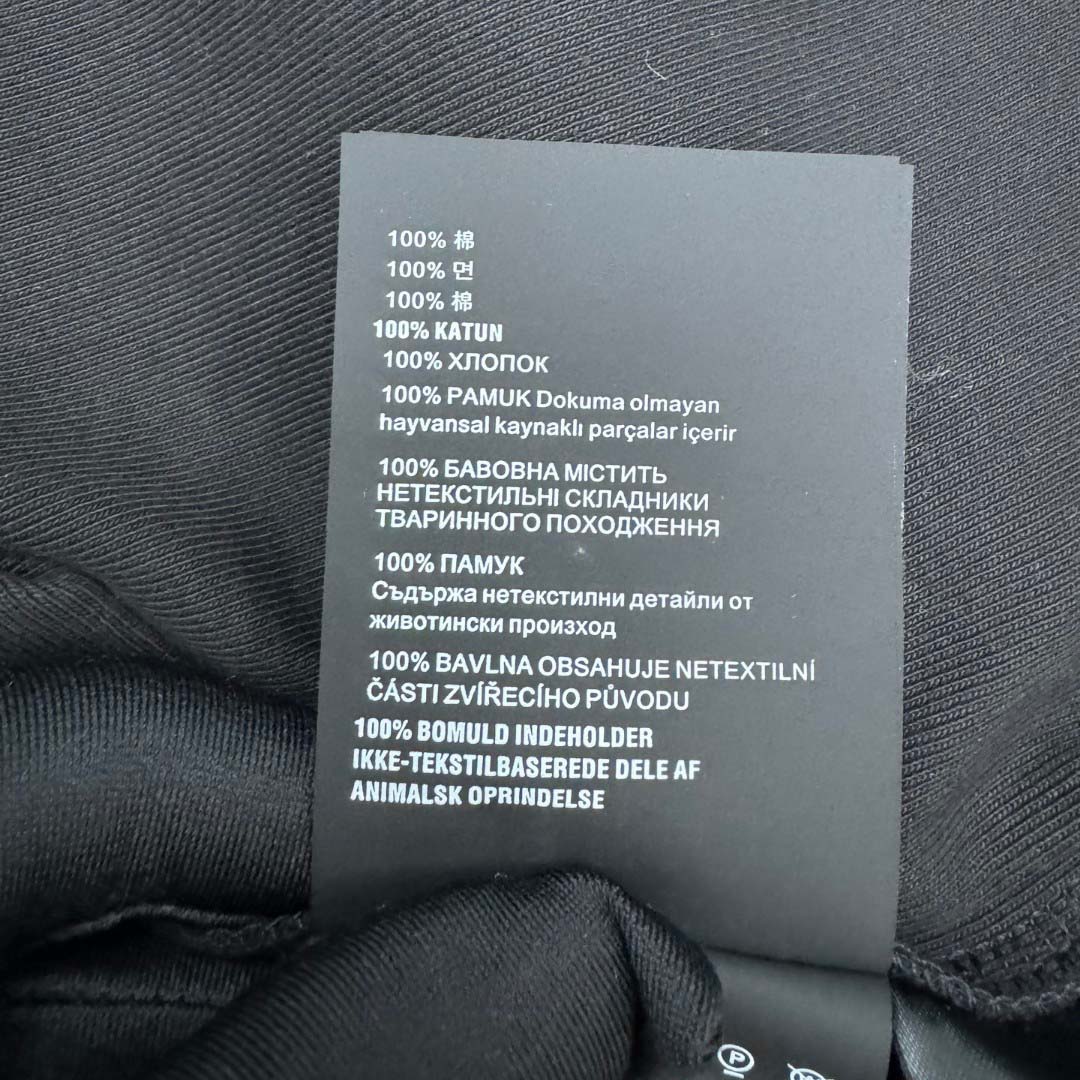 100% 棉
100% 면
100% 棉
100% KATUN
100% ХЛОПОК
100% PAMUK Dokuma olmayan
hayvansal kaynaklı parçalar içerir
100% БАВОВНА МІСТИТЬ
НЕТЕКСТИЛЬНІ СКЛАДНИКИ
ТВАРИННОГО ПОХОДЖЕННЯ
100% ПАМУК
Съдържа нетекстилни детайли от
животински произход
100% BAVLNA OBSAHUJE NETEXTILNÍ
ČÁSTI ZVÍŘECÍHO PŮVODU
100% BOMULD INDEHOLDER
IKKE-TEKSTILBASEREDE DELE AF
ANIMALSK OPRINDELSE
P